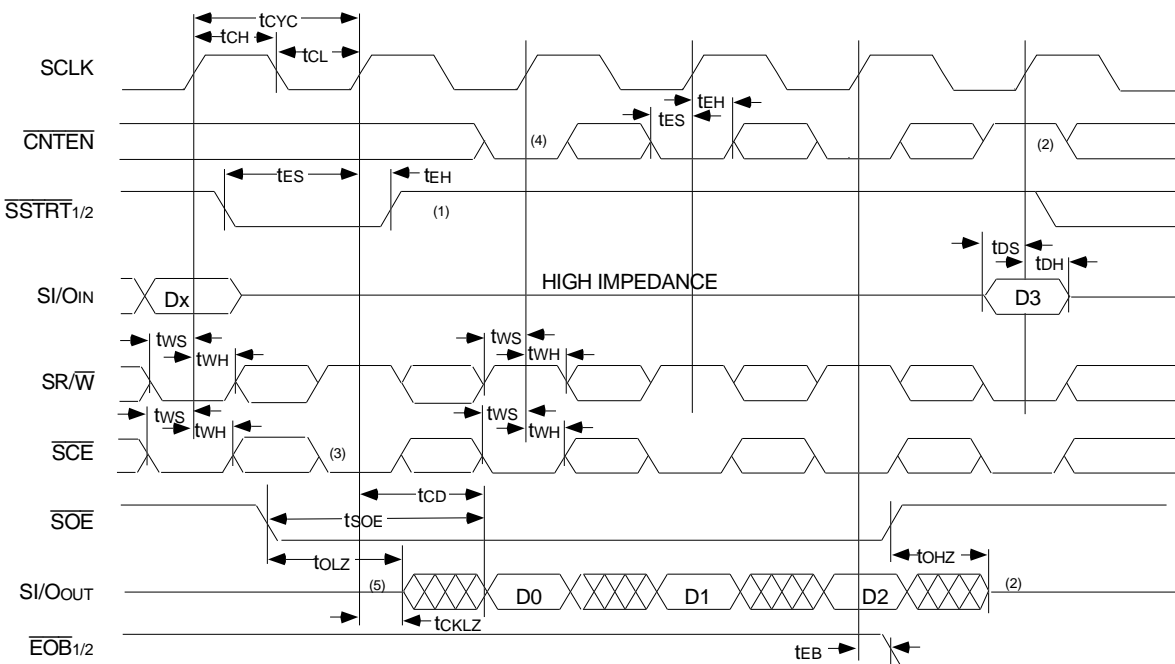 tCYC
tCH
tCL
SCLK
tEH
tES
CNTEN
(4)
(2)
tES
tEH
SSTRT1/2
(1)
tDS
tDH
SI/OIN
Dx
HIGH IMPEDANCE
D3
tWS
tWS
tWH
tWH
SR/W
tWS
tWS
tWH
tWH
SCE
(3)
tCD
SOE
tSOE
tOLZ
tOHZ
SI/OOUT
(5)
D0
D1
D2
(2)
tCKLZ
EOB1/2
tEB